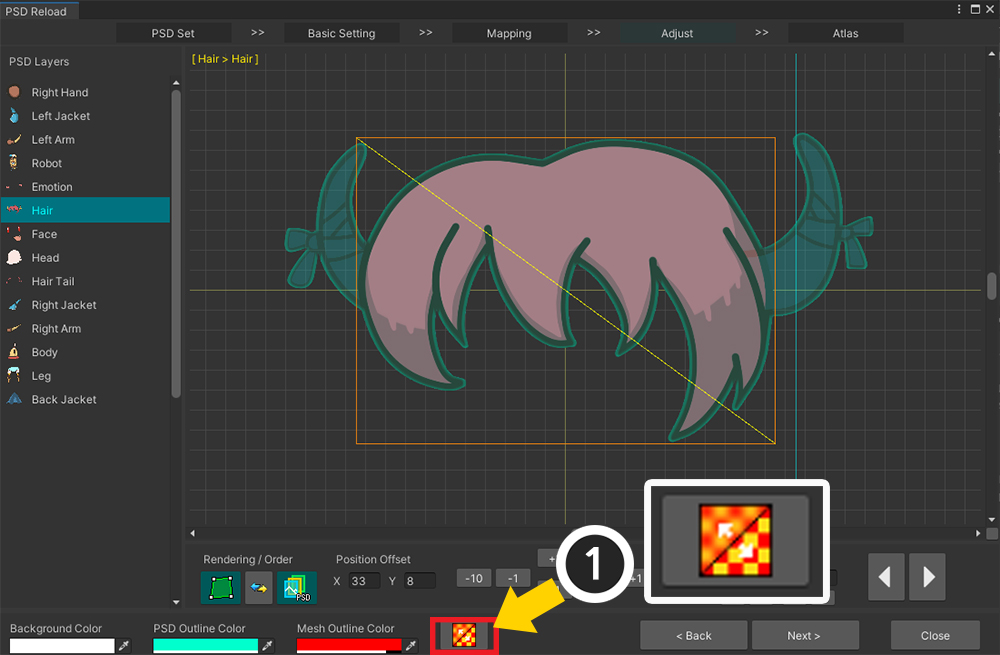 PSD Reload
PSD Set >> Basic Setting >> Mapping >> Adjust >> Atlas
PSD Layers
[ Hair > Hair ]
Right Hand
Left Jacket
Left Arm
Robot
Emotion
Hair
Face
Head
Hair Tail
Right Jacket
Right Arm
Body
Leg
Back Jacket
Rendering / Order
Position Offset
X 33 Y 8
-10 -1 +1
PSD
1
Background Color
PSD Outline Color
Mesh Outline Color
< Back
Next >
Close